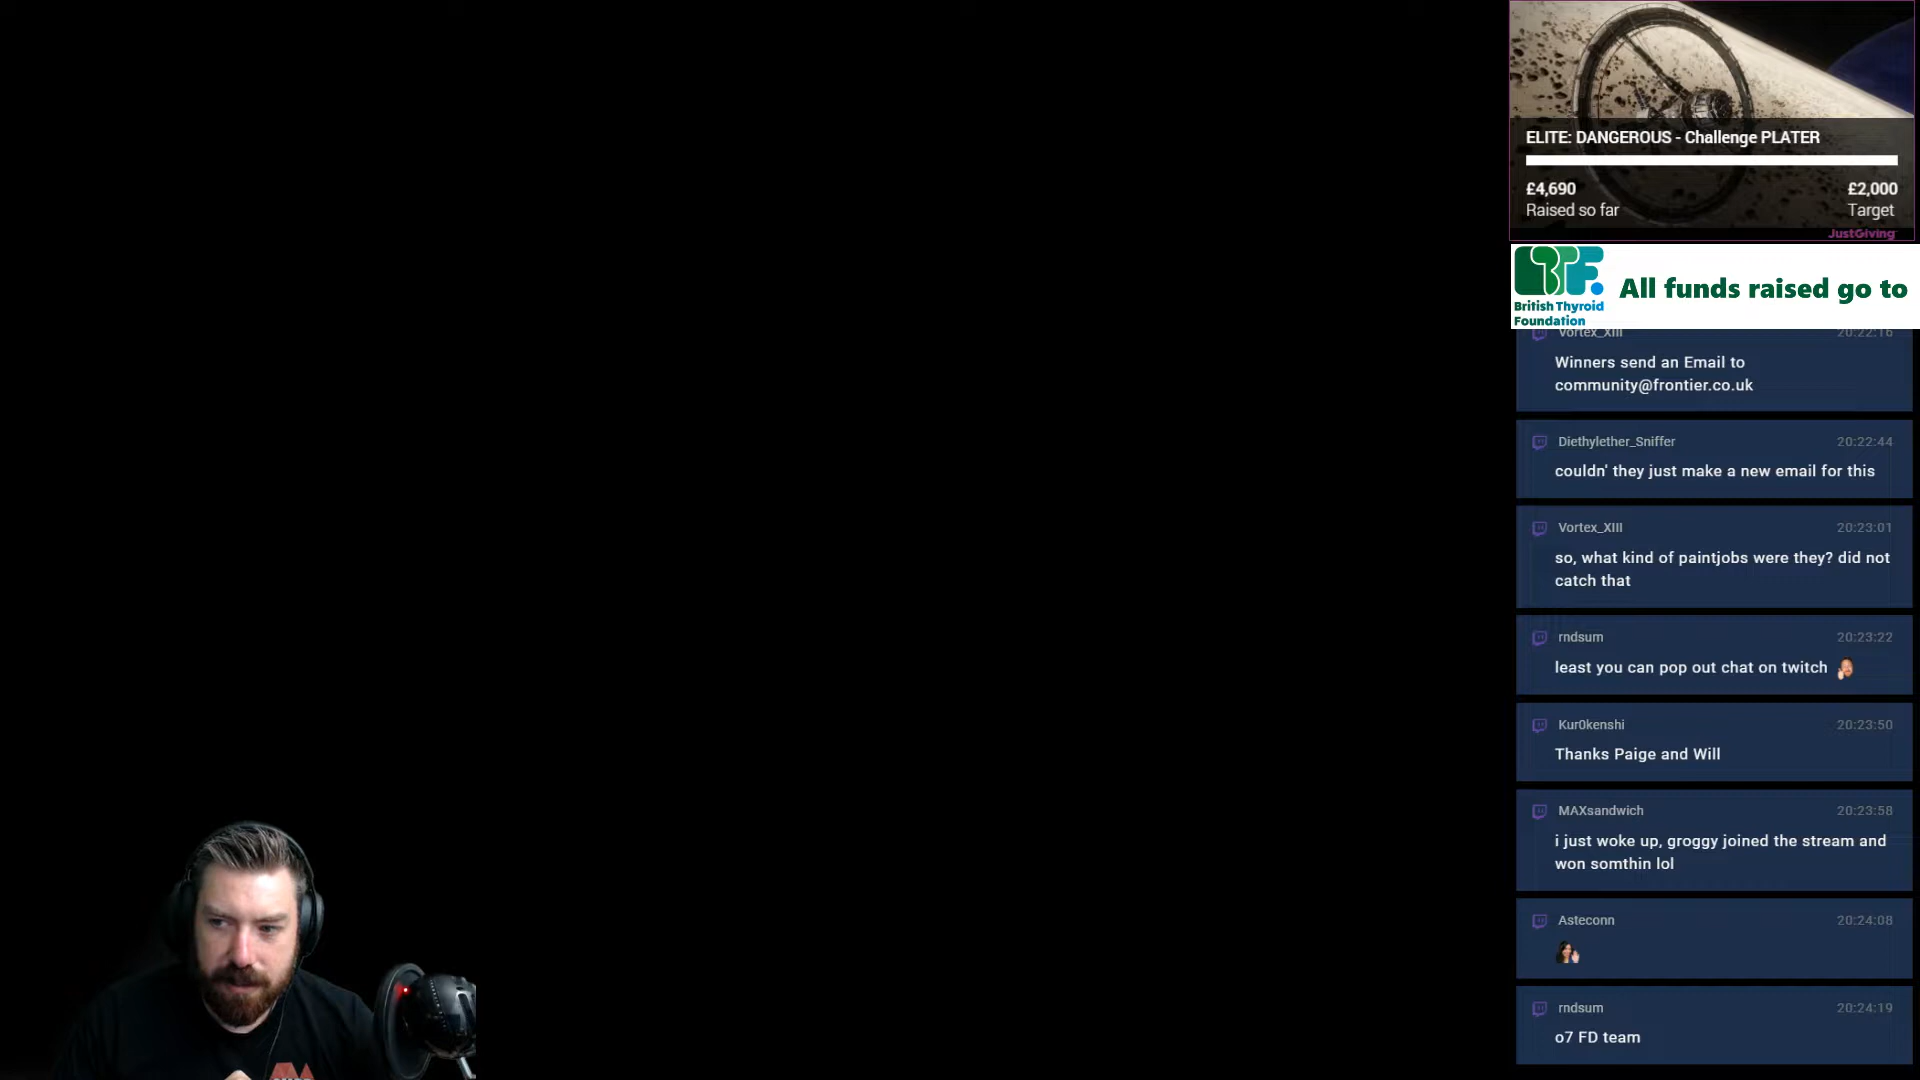 ELITE: DANGEROUS - Challenge PLATER
£4,690 £2,000
Raised so far Target
JustGiving
British Thyroid
Foundation
All funds raised go to
Vortex_XIII 20:22:16
Winners send an Email to
community@frontier.co.uk
Diethylether_Sniffer 20:22:44
couldn' they just make a new email for this
Vortex_XIII 20:23:01
so, what kind of paintjobs were they? did not
catch that
rndsum 20:23:22
least you can pop out chat on twitch
Kur0kenshi 20:23:50
Thanks Paige and Will
MAXsandwich 20:23:58
i just woke up, groggy joined the stream and
won somthin lol
Asteconn 20:24:08
rndsum 20:24:19
o7 FD team